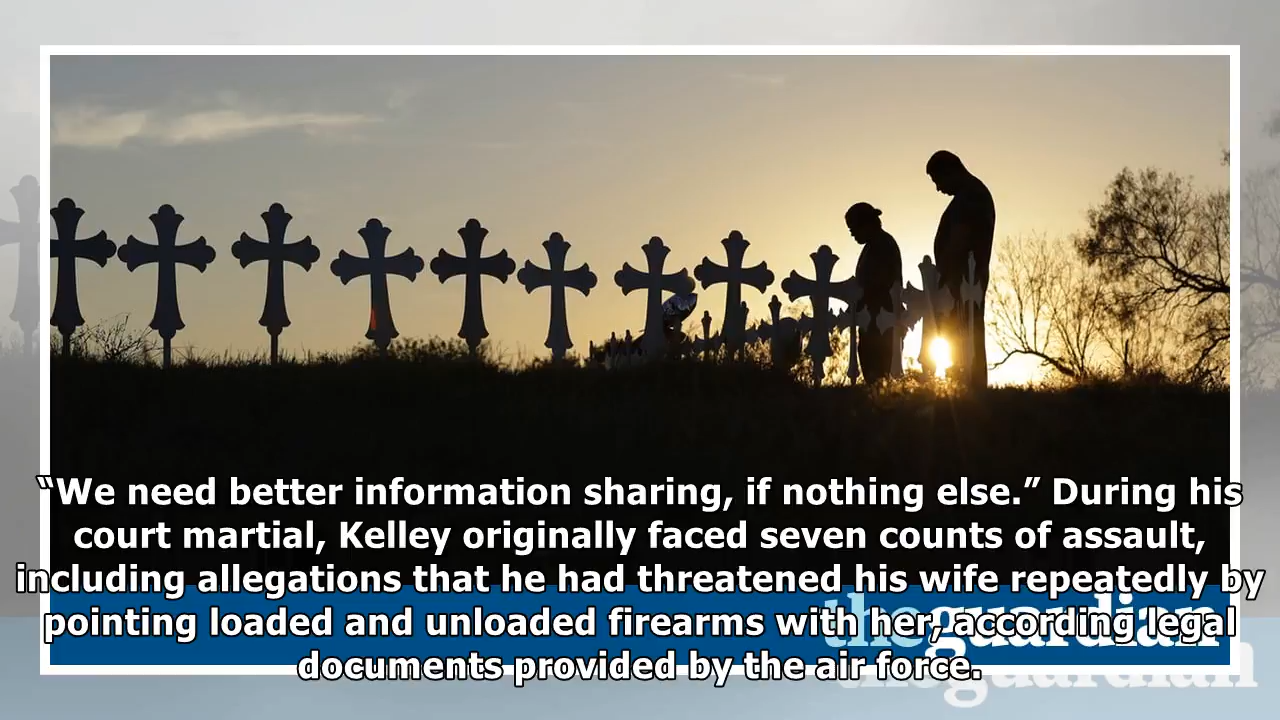 “We need better information sharing, if nothing else.” During his
court martial, Kelley originally faced seven counts of assault,
including allegations that he had threatened his wife repeatedly by
pointing loaded and unloaded firearms with her, according legal
documents provided by the air force.
theguardian
theguardian